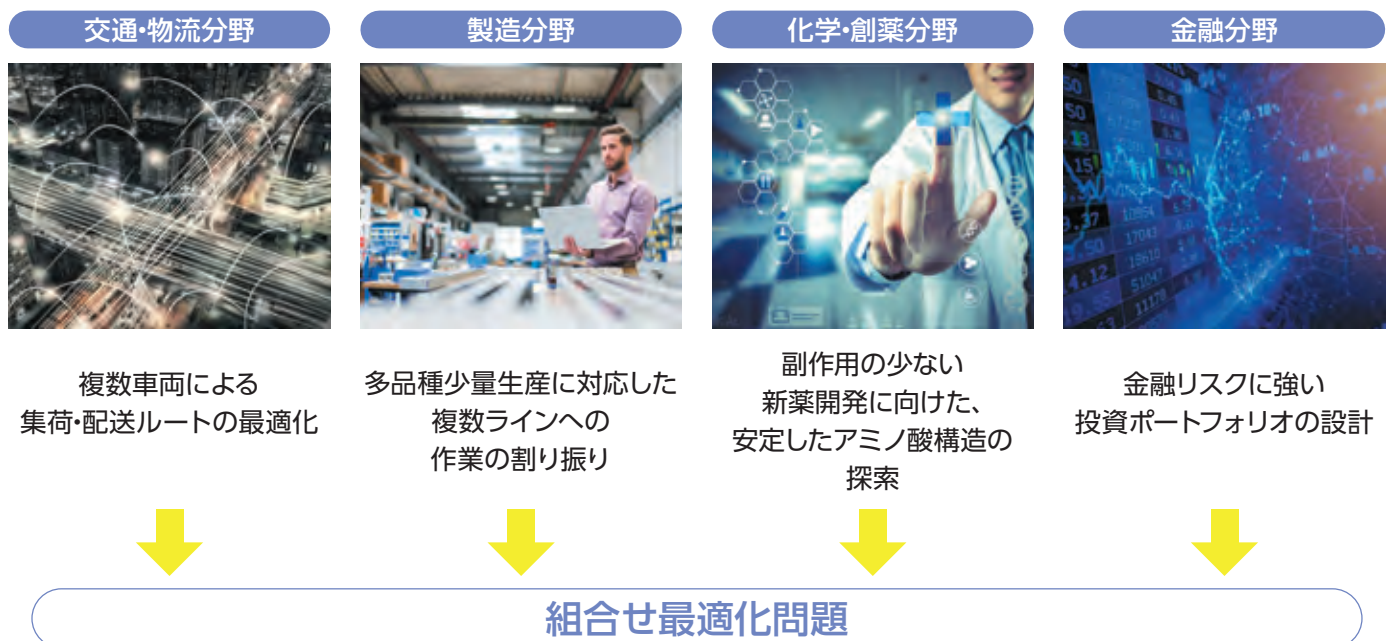 交通・物流分野
製造分野
化学・創薬分野
金融分野
複数車両による
集荷・配送ルートの最適化
多品種少量生産に対応した
複数ラインへの
作業の割り振り
副作用の少ない
新薬開発に向けた、
安定したアミノ酸構造の
探索
金融リスクに強い
投資ポートフォリオの設計
組合せ最適化問題